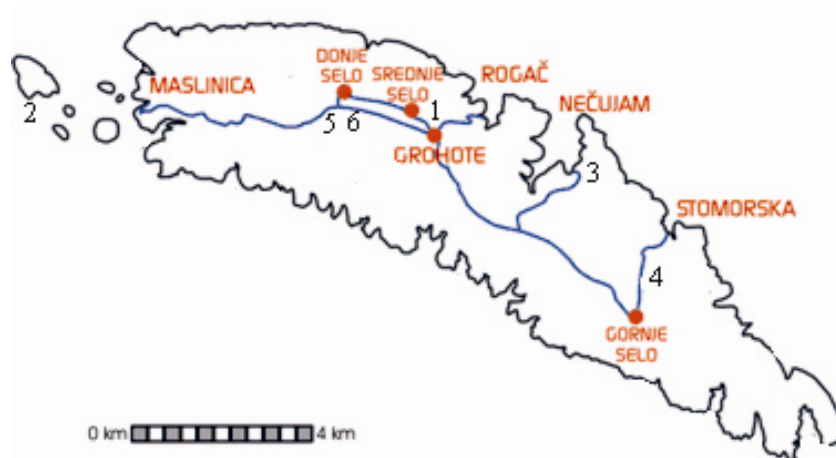 DONJE
SELO
SREDNJE
SELO
ROGAČ
MASLINICA
NEČUJAM
2
5 6
1
GROHOTE
3
STOMORSKA
4
GORNJE
SELO
0 km
4 km